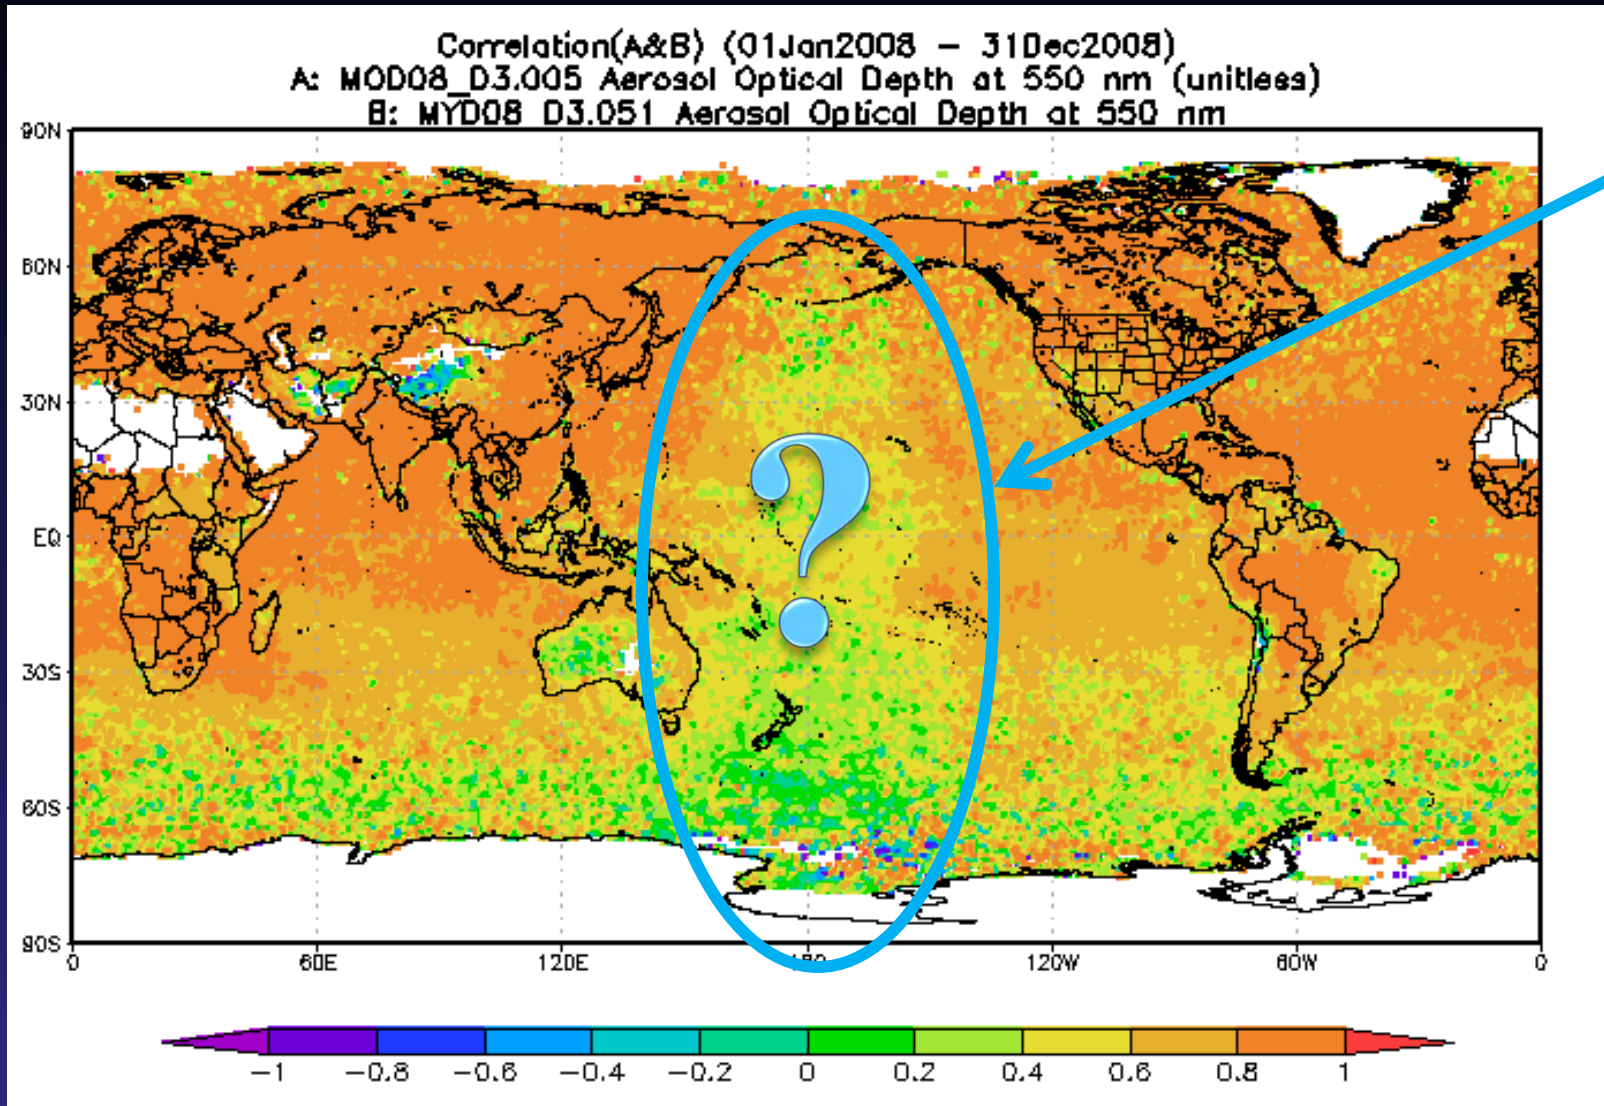 Correlation(A&B) (01Jan2008 - 31Dec2008)
A: MOD08_D3.005 Aerosol Optical Depth at 550 nm (unitless)
B: MYD08_D3.051 Aerosol Optical Depth at 550 nm
90N
60N
30N
EQ
30S
60S
90S
?
0 60E 120E 180 120W 60W 0
-1 -0.8 -0.6 -0.4 -0.2 0 0.2 0.4 0.6 0.8 1